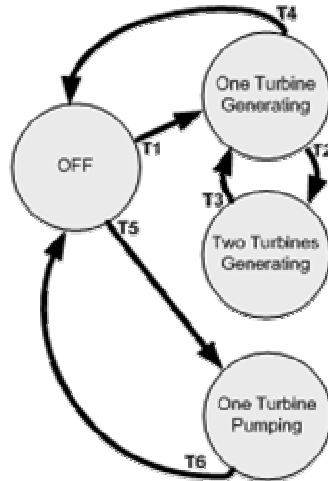 T4
One Turbine
Generating
OFF
T1
T2
T3
T5
Two Turbines
Generating
One Turbine
Pumping
T6